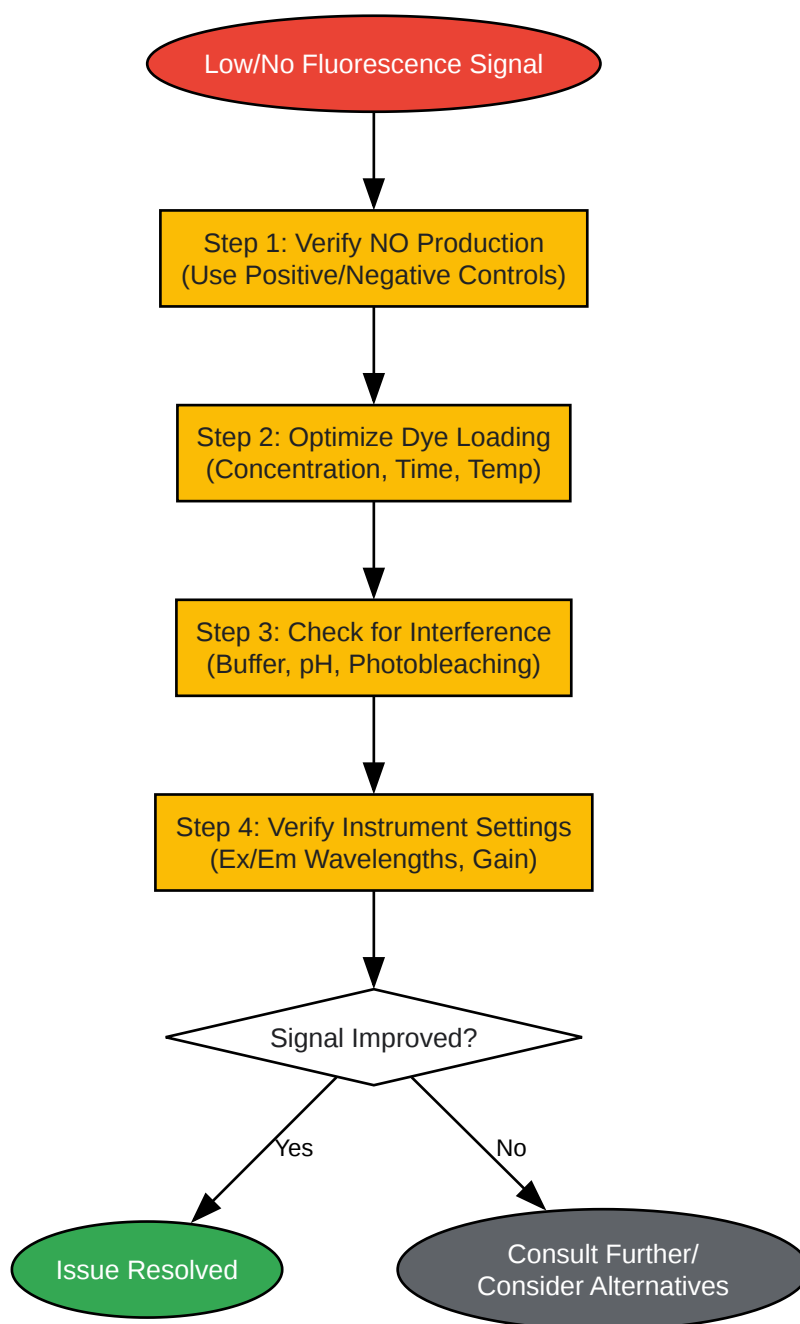 Low/No Fluorescence Signal
Step 1: Verify NO Production
(Use Positive/Negative Controls)
Step 2: Optimize Dye Loading
(Concentration, Time, Temp)
Step 3: Check for Interference
(Buffer, pH, Photobleaching)
Step 4: Verify Instrument Settings
(Ex/Em Wavelengths, Gain)
Signal Improved?
Yes
No
Issue Resolved
Consult Further/
Consider Alternatives